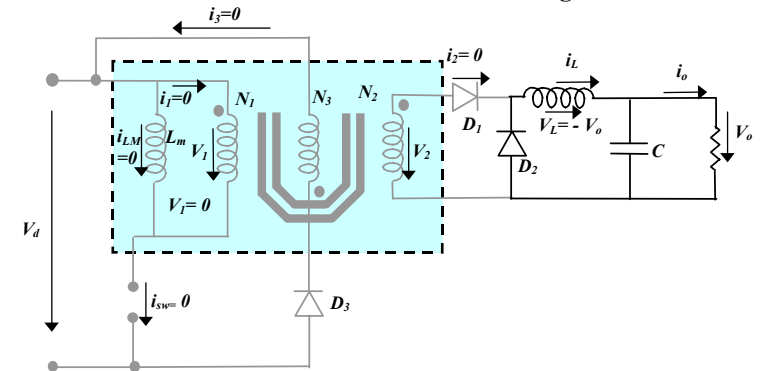 i3=0
i2= 0
iL
io
i1=0
N1
N3
N2
D1
VL= - Vo
iLM
=0
Lm
V1
V2
D2
C
Vo
V1= 0
Vd
isw= 0
D3